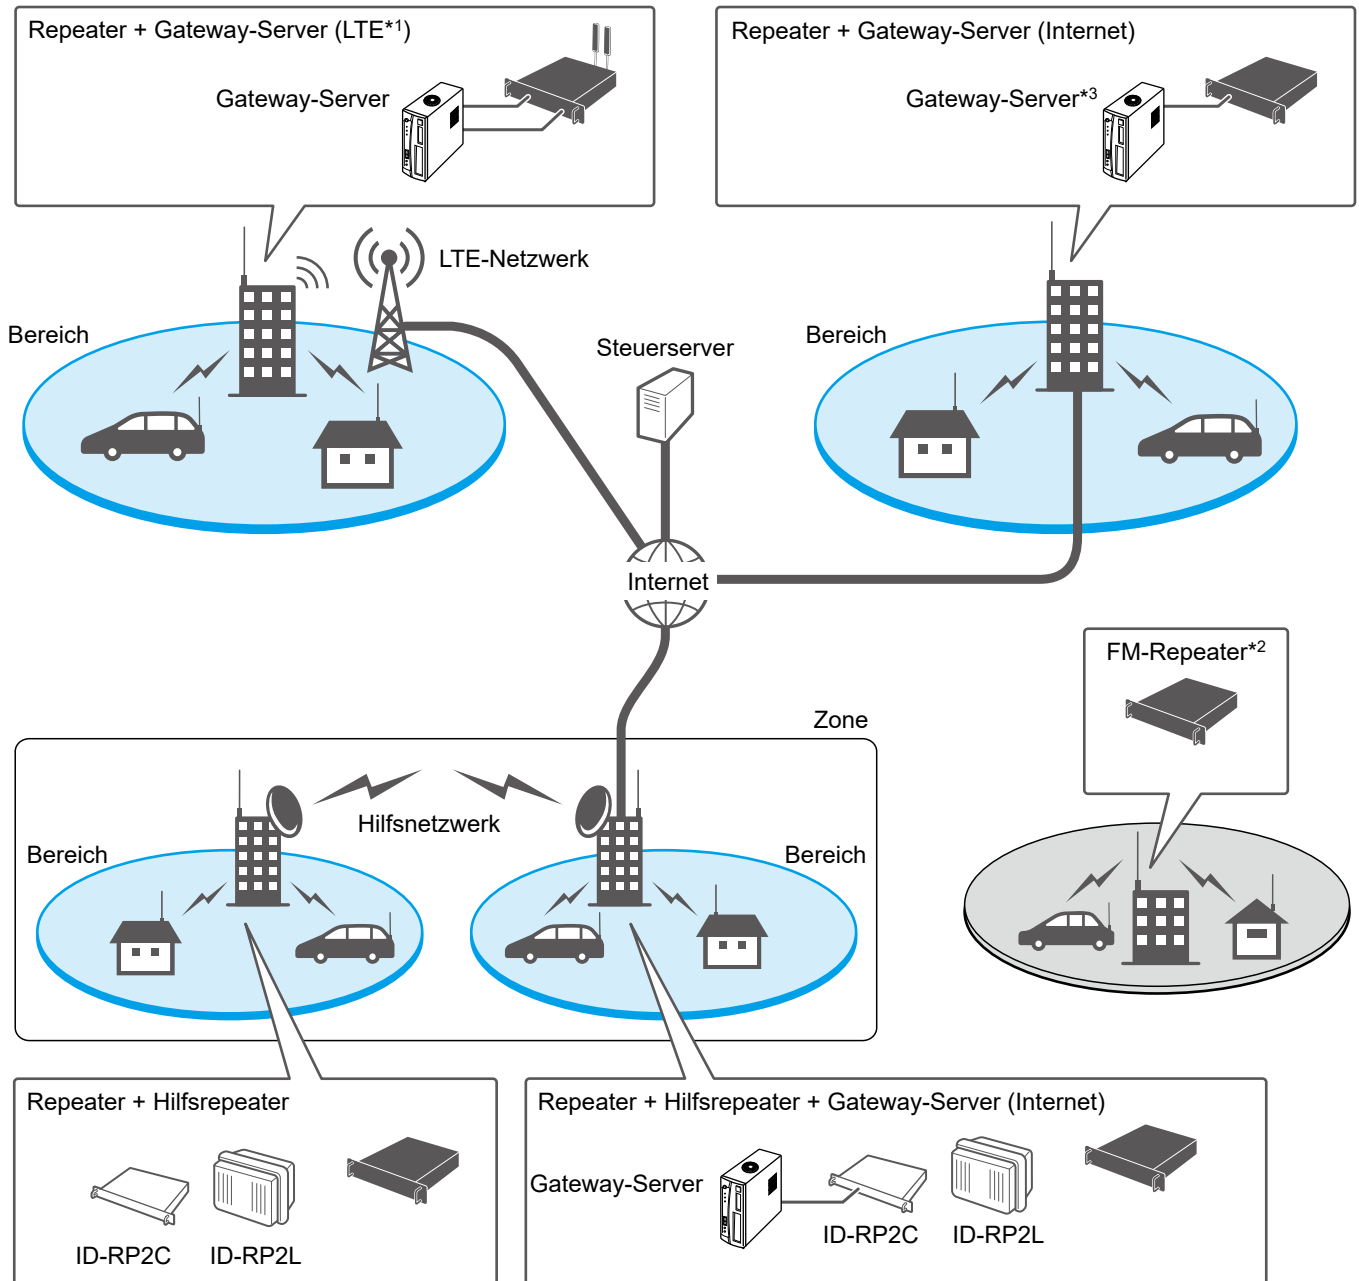 Repeater + Gateway-Server (LTE*1)
Gateway-Server
Repeater + Gateway-Server (Internet)
Gateway-Server*3
LTE-Netzwerk
Bereich
Steuerserver
Bereich
Internet
FM-Repeater*2
Zone
Hilfsnetzwerk
Bereich
Bereich
Repeater + Hilfsrepeater
ID-RP2C
ID-RP2L
Repeater + Hilfsrepeater + Gateway-Server (Internet)
Gateway-Server
ID-RP2C
ID-RP2L